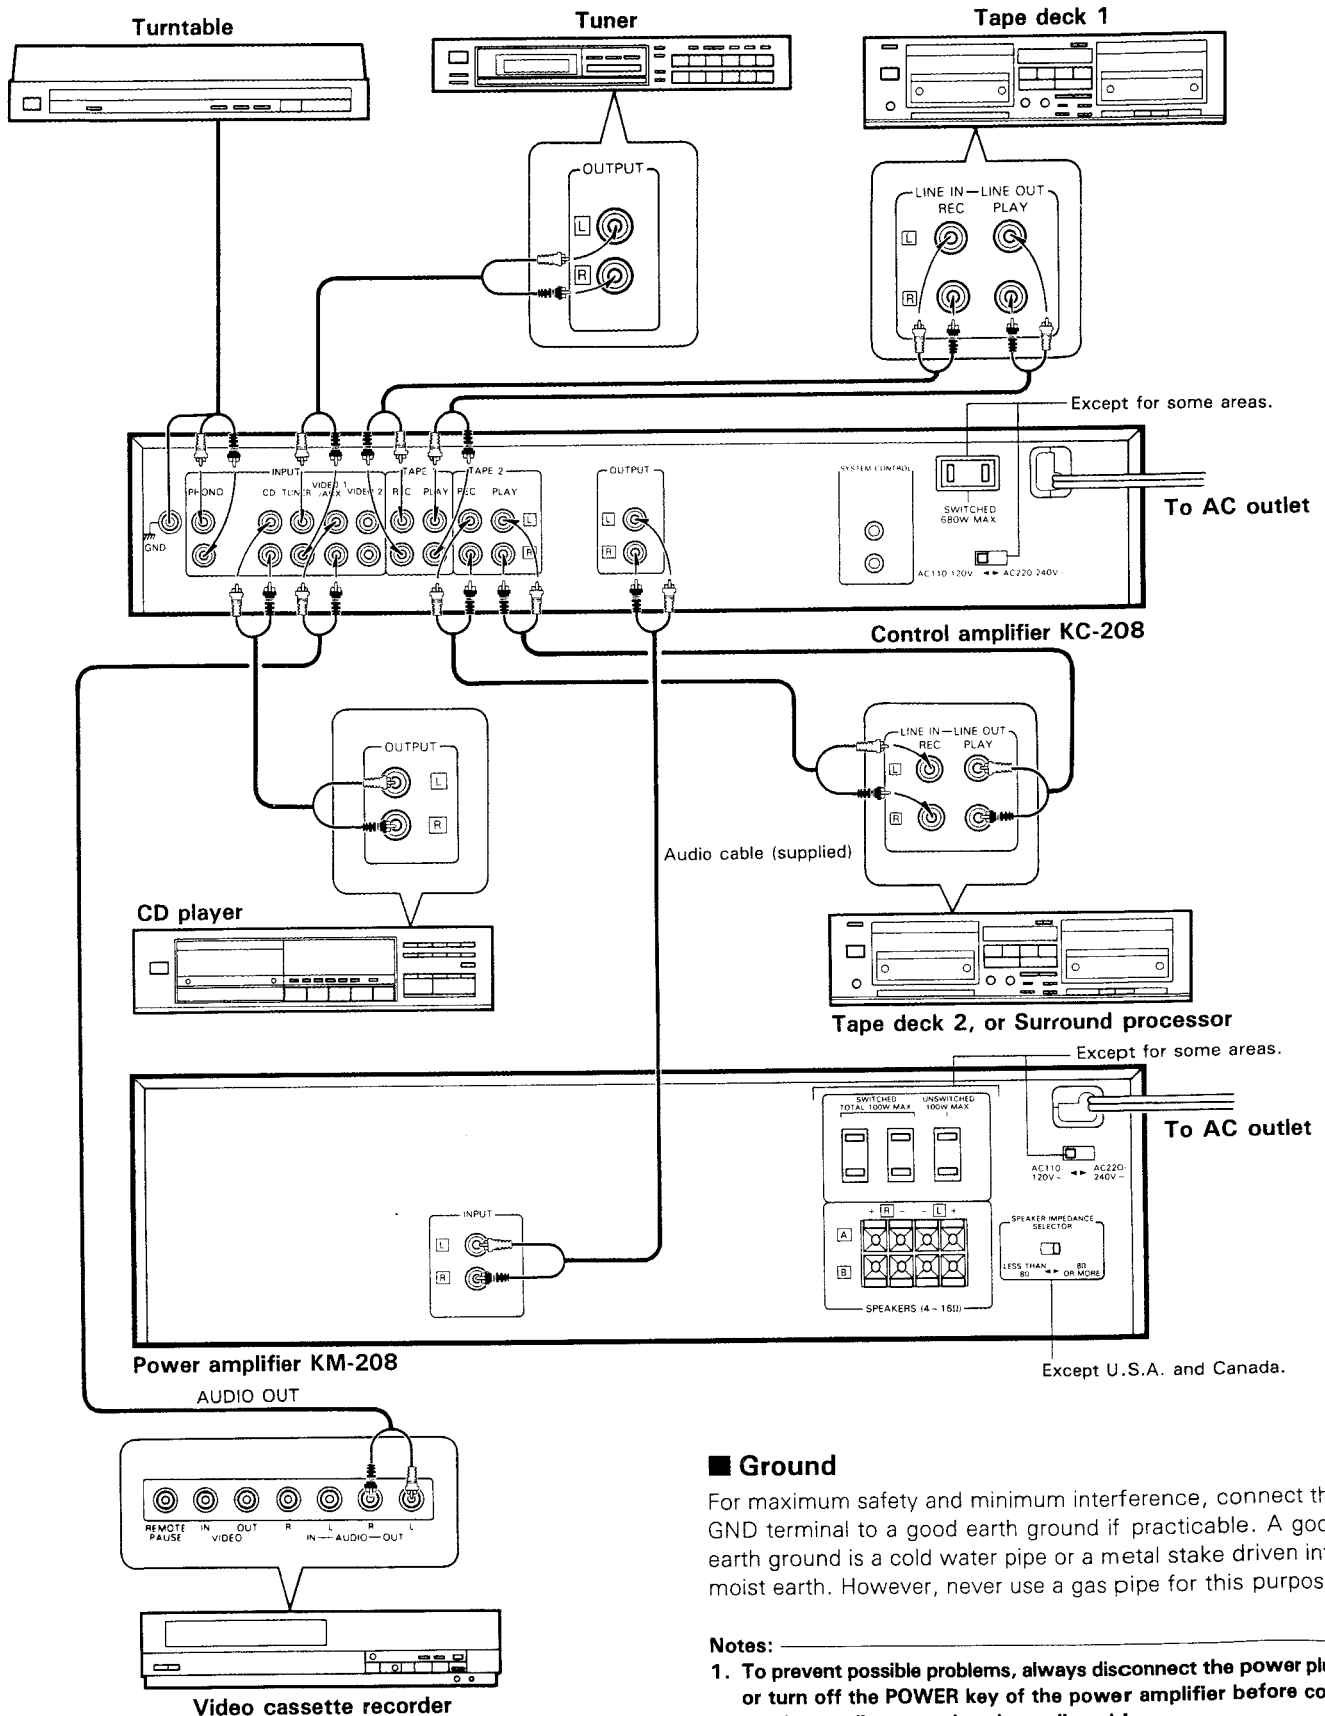 Turntable
Tuner
Tape deck 1
OUTPUT
L
R
LINE IN LINE OUT
REC PLAY
L
R
Except for some areas.
INPUT
TAPE 1
TAPE 2
OUTPUT
SYSTEM CONTROL
PHONO
CD TUNER VIDEO 1 /AUX VIDEO 2 REC PLAY REC PLAY
L
R
L
R
GND
SWITCHED
680W MAX
AC110-120V ◄► AC220-240V~
To AC outlet
Control amplifier KC-208
OUTPUT
L
R
LINE IN LINE OUT
REC PLAY
L
R
Audio cable (supplied)
CD player
Tape deck 2, or Surround processor
Except for some areas.
SWITCHED
TOTAL 100W MAX
UNSWITCHED
100W MAX
To AC outlet
AC110-
120V~ ◄► AC220-
240V~
INPUT
L
R
+ R - - L +
A
B
SPEAKERS (4~16Ω)
SPEAKER IMPEDANCE
SELECTOR
LESS THAN
8Ω ◄► 8Ω
OR MORE
Power amplifier KM-208
Except U.S.A. and Canada.
AUDIO OUT
REMOTE
PAUSE
IN OUT
VIDEO
R L R L
IN — AUDIO — OUT
Video cassette recorder
■ Ground
For maximum safety and minimum interference, connect th
GND terminal to a good earth ground if practicable. A goo
earth ground is a cold water pipe or a metal stake driven in
moist earth. However, never use a gas pipe for this purpos
Notes:
1. To prevent possible problems, always disconnect the power plu
or turn off the POWER key of the power amplifier before co